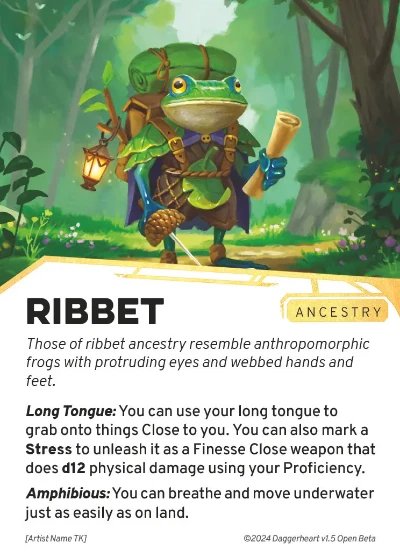 RIBBET
ANCESTRY
Those of ribbet ancestry resemble anthropomorphic
frogs with protruding eyes and webbed hands and
feet.
Long Tongue: You can use your long tongue to
grab onto things Close to you. You can also mark a
Stress to unleash it as a Finesse Close weapon that
does d12 physical damage using your Proficiency.
Amphibious: You can breathe and move underwater
just as easily as on land.
[Artist Name TK]
©2024 Daggerheart v1.5 Open Beta